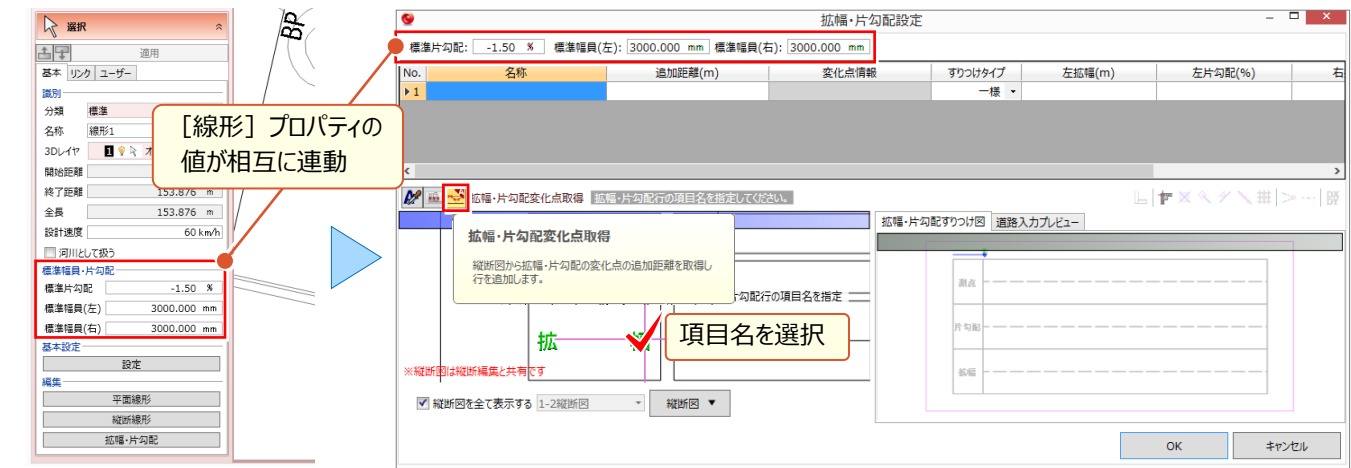 選択
適用
基本 リンク ユーザー
識別
分類 標準
名称 線形1
3Dレイヤ 1
開始距離
終了距離 153.876 m
全長 153.876 m
設計速度 60 km/h
河川として扱う
標準幅員・片勾配
標準片勾配 -1.50 %
標準幅員(左) 3000.000 mm
標準幅員(右) 3000.000 mm
基本設定
設定
編集
平面線形
縦断線形
拡幅・片勾配
BP
［線形］プロパティの
値が相互に連動
拡幅・片勾配設定
標準片勾配: -1.50 % 標準幅員(左): 3000.000 mm 標準幅員(右): 3000.000 mm
No. 名称 追加距離(m) 変化点情報 すりつけタイプ 左拡幅(m) 左片勾配(%) 右
1 一様
拡幅・片勾配変化点取得 拡幅・片勾配行の項目名を指定してください。
拡幅・片勾配変化点取得
縦断図から拡幅・片勾配の変化点の追加距離を取得し
行を追加します。
勾配行の項目名を指定
項目名を選択
拡
※縦断図は縦断編集と共有です
縦断図を全て表示する 1-2縦断図 縦断図 ▼
拡幅・片勾配すりつけ図 道路入力プレビュー
測点
片勾配
拡幅
OK キャンセル